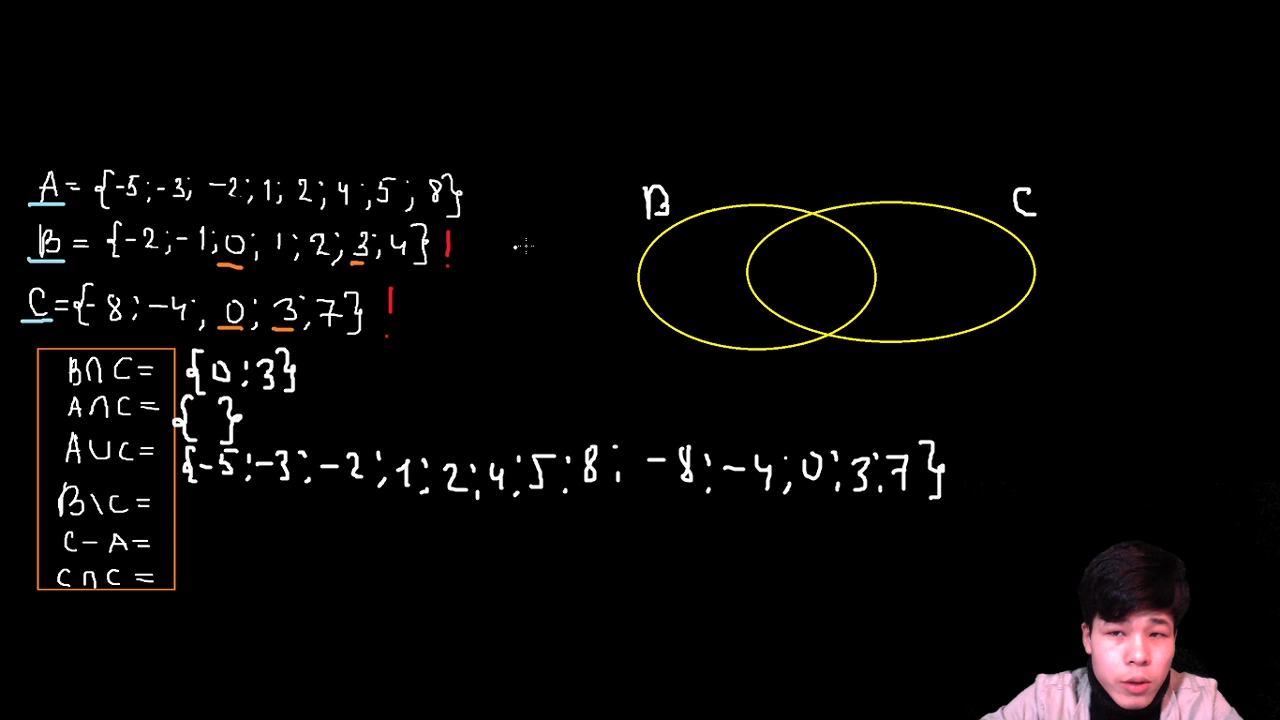 A = {-5; -3; -2; 1; 2; 4; 5; 8}
B = {-2; -1; 0; 1; 2; 3; 4} !
C = {-8; -4; 0; 3; 7} !
B∩C = {0; 3}
A∩C = { }
A∪C = {-5; -3; -2; 1; 2; 4; 5; 8; -8; -4; 0; 3; 7}
B\C =
C-A=
C∩C =
B
C